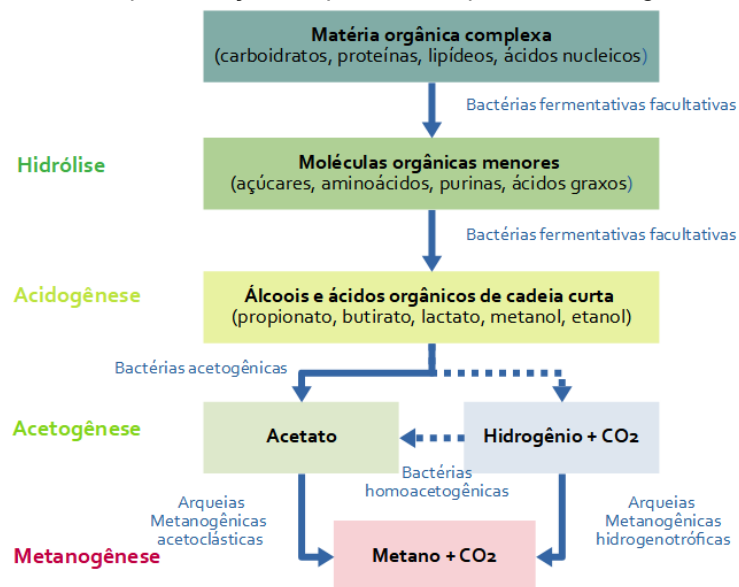 Matéria orgânica complexa
(carboidratos, proteínas, lipídeos, ácidos nucleicos)
Bactérias fermentativas facultativas
Hidrólise
Moléculas orgânicas menores
(açúcares, aminoácidos, purinas, ácidos graxos)
Bactérias fermentativas facultativas
Acidogênese
Álcoois e ácidos orgânicos de cadeia curta
(propionato, butirato, lactato, metanol, etanol)
Bactérias acetogênicas
Acetogênese
Acetato
Hidrogênio + CO2
Bactérias
homoacetogênicas
Arqueias
Metanogênicas
acetoclásticas
Arqueias
Metanogênicas
hidrogenotróficas
Metanogênese
Metano + CO2